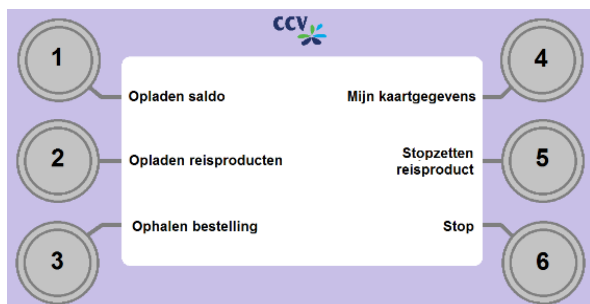 CCV
1
4
Opladen saldo
Mijn kaartgegevens
2
Opladen reisproducten
Stopzetten
reisproduct
5
Ophalen bestelling
Stop
3
6